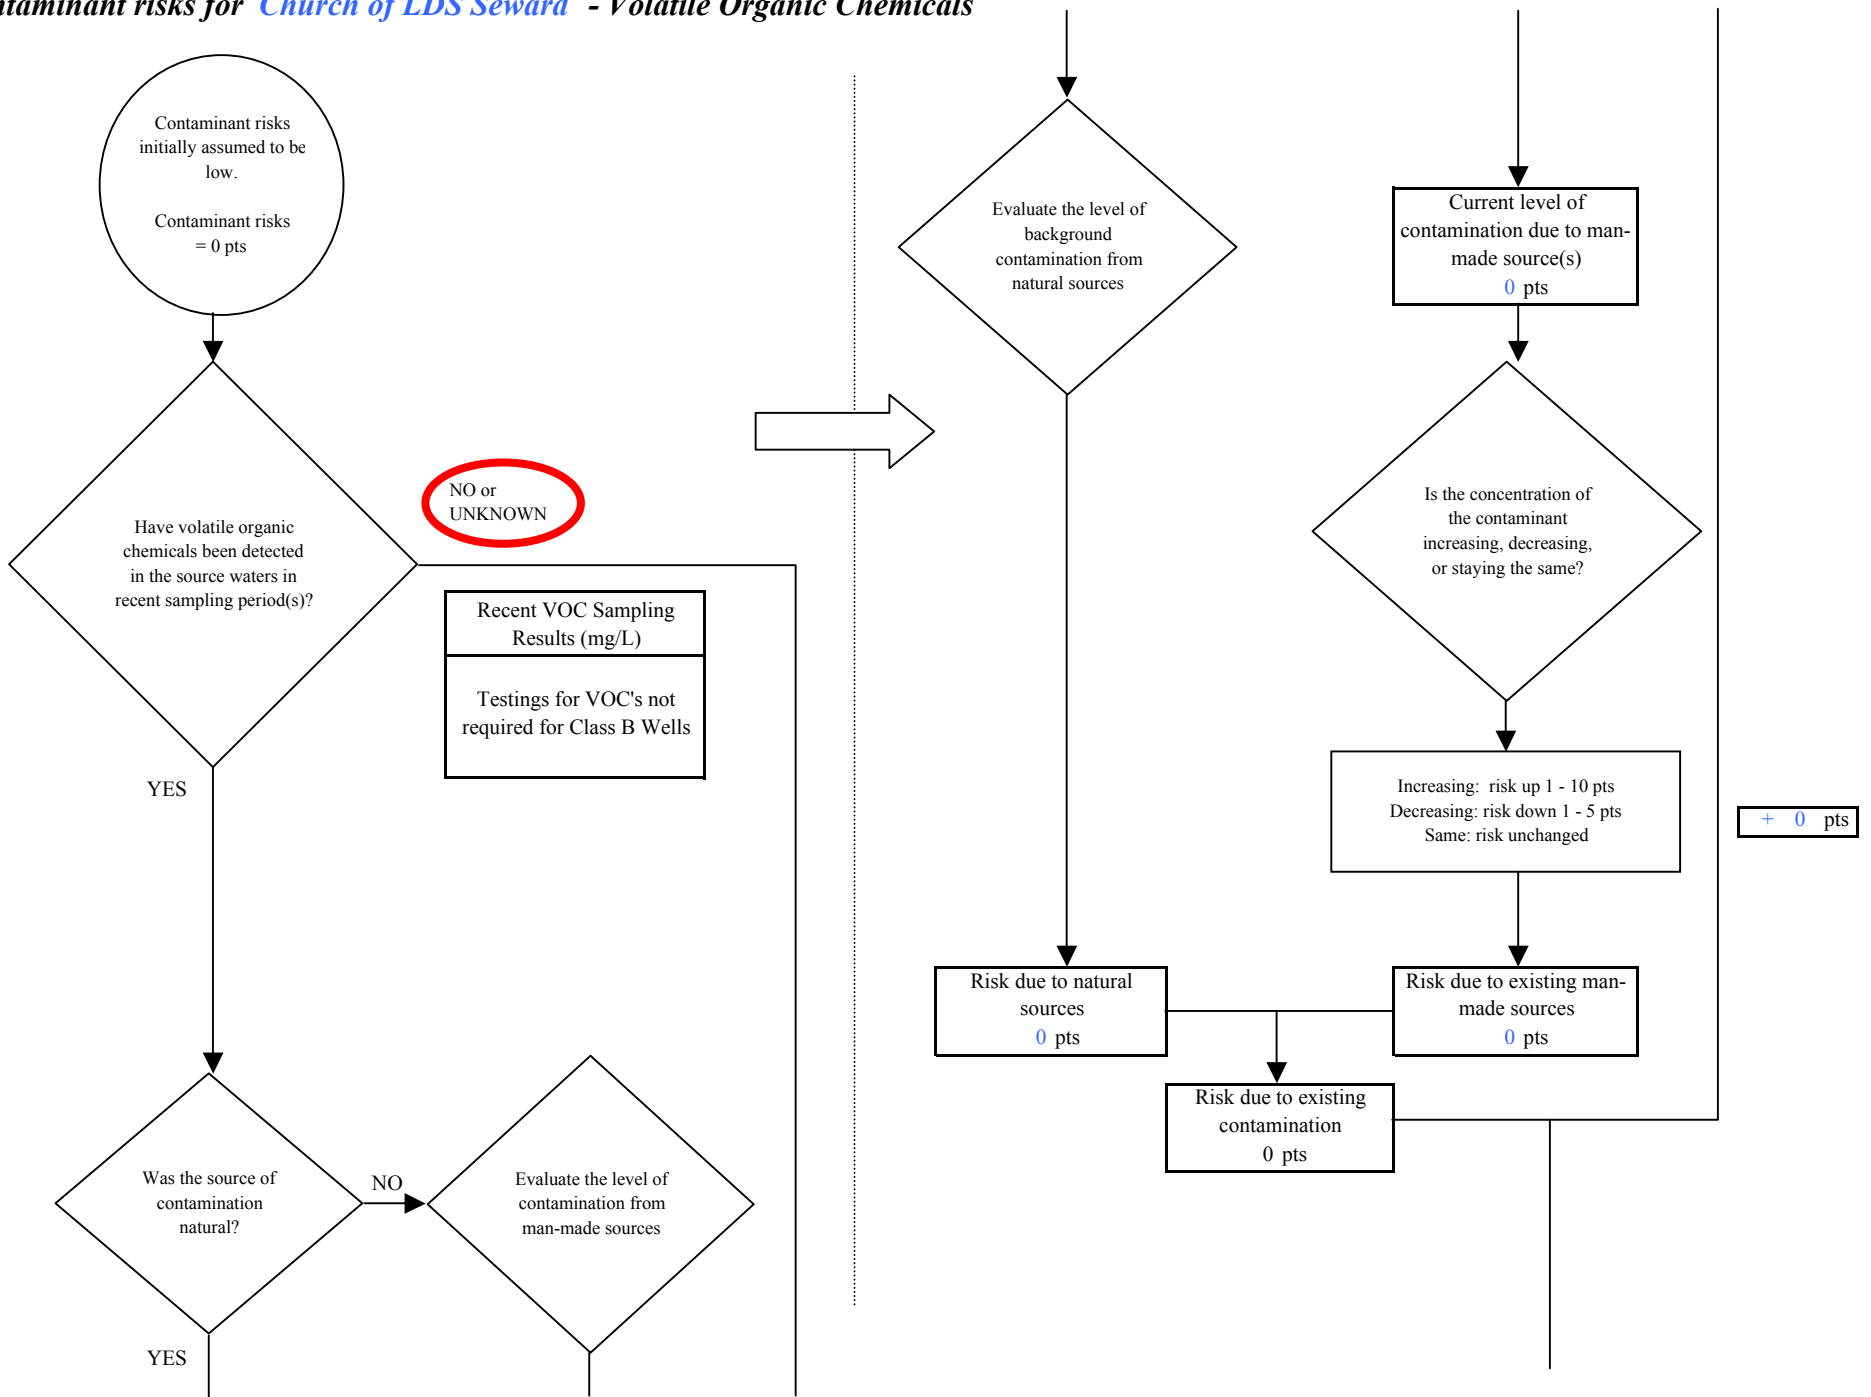 ntaminant risks for Church of LDS Seward - Volatile Organic Chemicals
Contaminant risks
initially assumed to be
low.
Contaminant risks
= 0 pts
Have volatile organic
chemicals been detected
in the source waters in
recent sampling period(s)?
NO or
UNKNOWN
Recent VOC Sampling
Results (mg/L)
Testings for VOC's not
required for Class B Wells
YES
Was the source of
contamination
natural?
NO
Evaluate the level of
contamination from
man-made sources
YES
Evaluate the level of
background
contamination from
natural sources
Current level of
contamination due to man-
made source(s)
0 pts
Is the concentration of
the contaminant
increasing, decreasing,
or staying the same?
Increasing: risk up 1 - 10 pts
Decreasing: risk down 1 - 5 pts
Same: risk unchanged
+ 0 pts
Risk due to natural
sources
0 pts
Risk due to existing man-
made sources
0 pts
Risk due to existing
contamination
0 pts